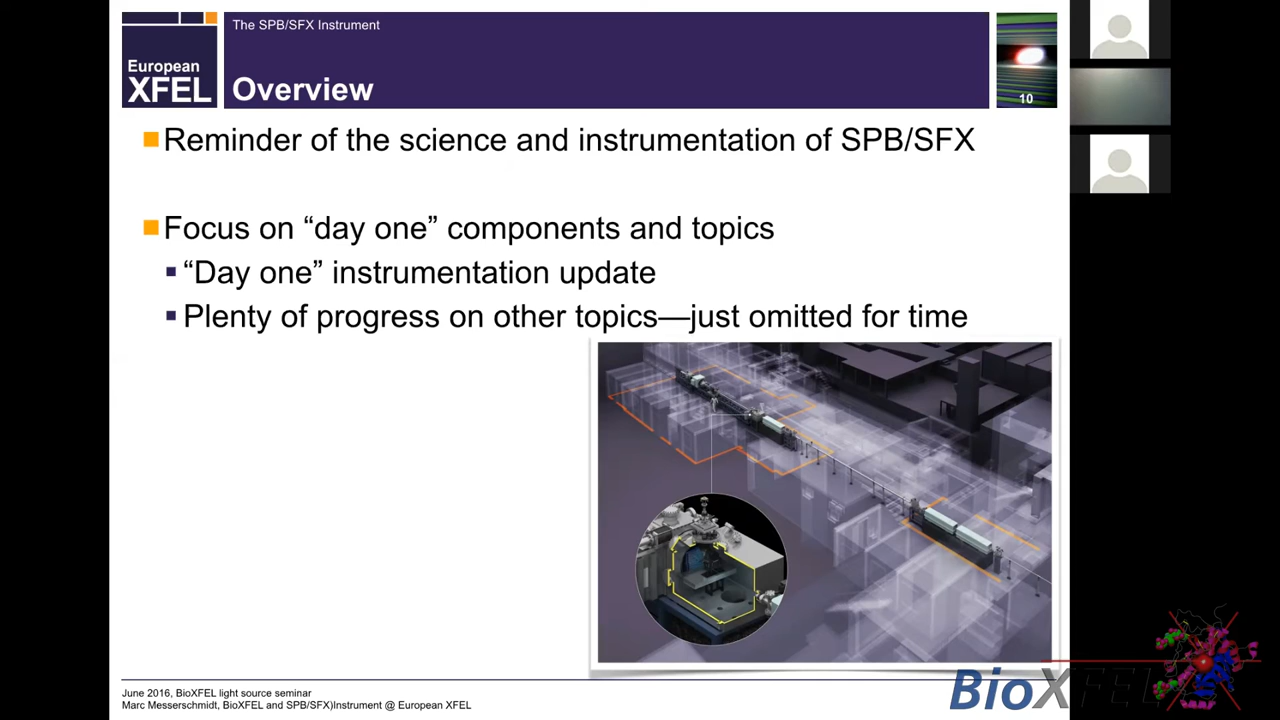 The SPB/SFX Instrument
European
XFEL
Overview
10
Reminder of the science and instrumentation of SPB/SFX
Focus on “day one” components and topics
“Day one” instrumentation update
Plenty of progress on other topics—just omitted for time
June 2016, BioXFEL light source seminar
Marc Messerschmidt, BioXFEL and SPB/SFX)Instrument @ European XFEL
BioXFEL